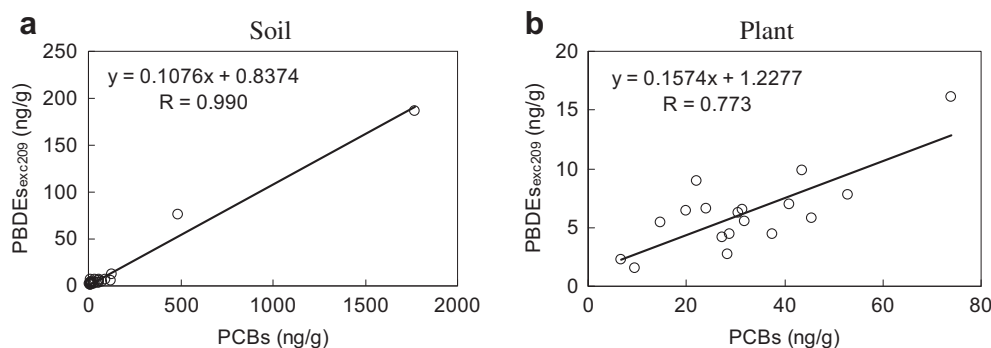 a Soil
250
200
150
100
50
0
PBDEsexc209 (ng/g)
y = 0.1076x + 0.8374
R = 0.990
0 500 1000 1500 2000
PCBs (ng/g)
b Plant
20
15
10
5
0
PBDEsexc209 (ng/g)
y = 0.1574x + 1.2277
R = 0.773
0 20 40 60 80
PCBs (ng/g)